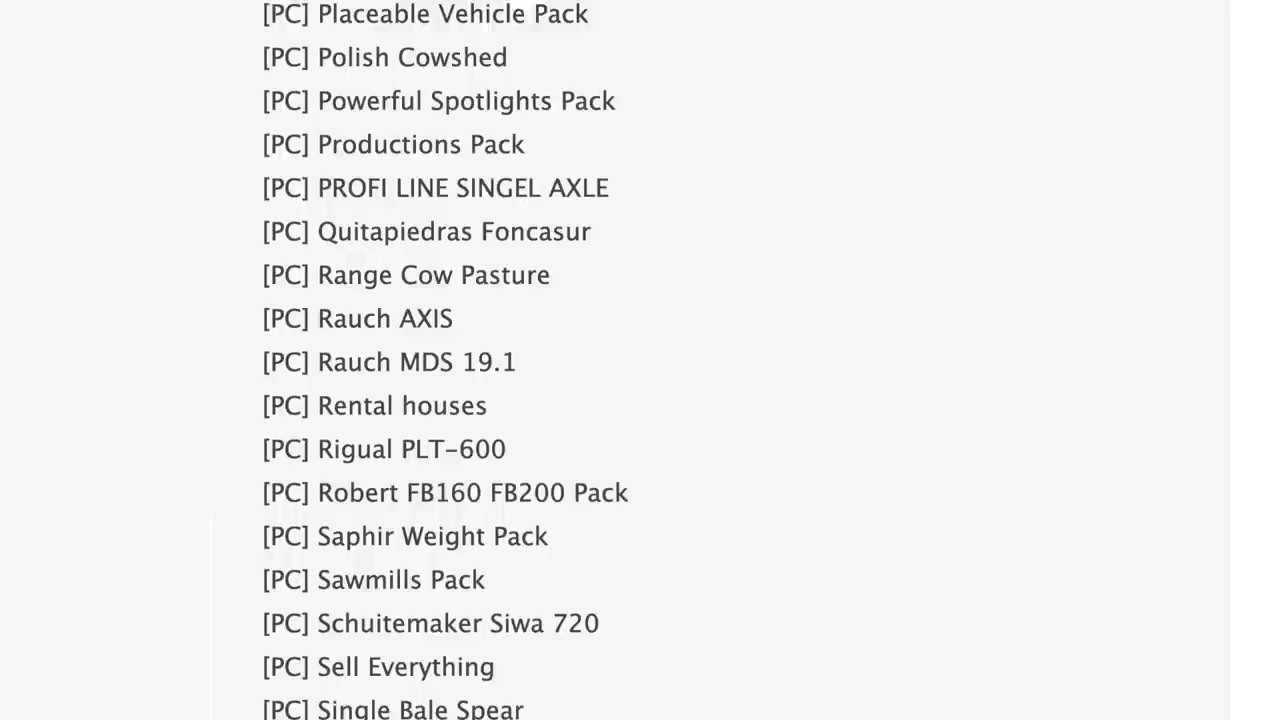 [PC] Placeable Vehicle Pack
[PC] Polish Cowshed
[PC] Powerful Spotlights Pack
[PC] Productions Pack
[PC] PROFI LINE SINGEL AXLE
[PC] Quitapiedras Foncasur
[PC] Range Cow Pasture
[PC] Rauch AXIS
[PC] Rauch MDS 19.1
[PC] Rental houses
[PC] Rigual PLT-600
[PC] Robert FB160 FB200 Pack
[PC] Saphir Weight Pack
[PC] Sawmills Pack
[PC] Schuitemaker Siwa 720
[PC] Sell Everything
[PC] Single Bale Spear